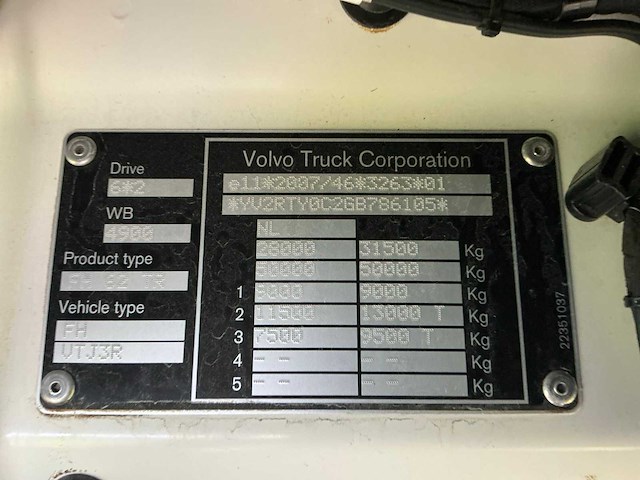 Volvo Truck Corporation
e11*2007/46*3263*01
*YV2RTY0C2GB786105*
Drive
6*2
WB
4900
Product type
FH 62 TR
Vehicle type
FH
VTJ3R
NL
28000 31500 Kg
50000 50000 Kg
1 9000 9000 Kg
2 11500 13000 T Kg
3 7500 9500 T Kg
4 -- -- Kg
5 -- -- Kg
22351037